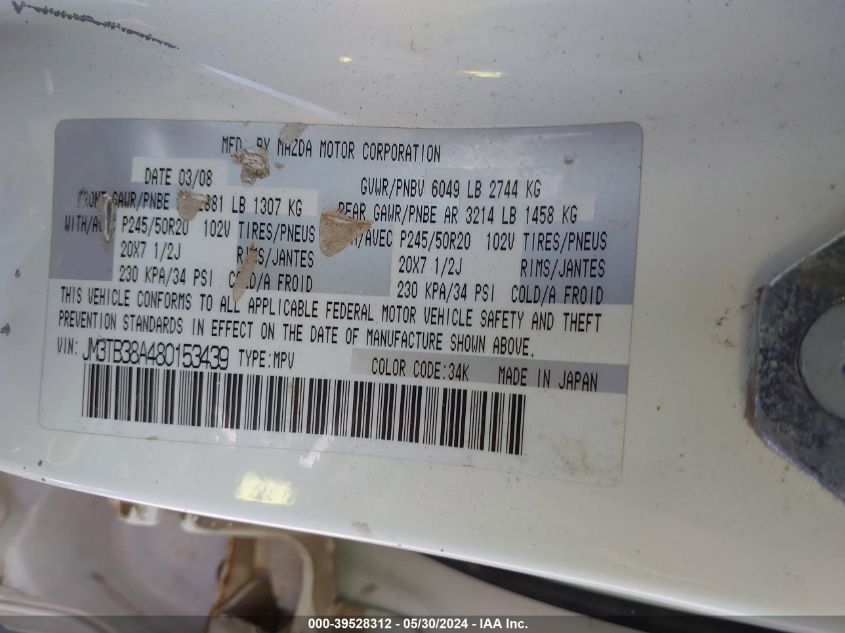 MFD. BY MAZDA MOTOR CORPORATION
DATE 03/08 GVWR/PNBV 6049 LB 2744 KG
FRONT GAWR/PNBE LB 1307 KG REAR GAWR/PNBE AR 3214 LB 1458 KG
P245/50R20 102V TIRES/PNEUS P245/50R20 102V TIRES/PNEUS
20X7 1/2J RIMS/JANTES 20X7 1/2J RIMS/JANTES
230 KPA/34 PSI COLD/A FROID 230 KPA/34 PSI COLD/A FROID
THIS VEHICLE CONFORMS TO ALL APPLICABLE FEDERAL MOTOR VEHICLE SAFETY AND THEFT
PREVENTION STANDARDS IN EFFECT ON THE DATE OF MANUFACTURE SHOWN ABOVE.
VIN: JM3TB38A480153439 TYPE:MPV COLOR CODE:34K MADE IN JAPAN
000-39528312 - 05/30/2024 - IAA Inc.